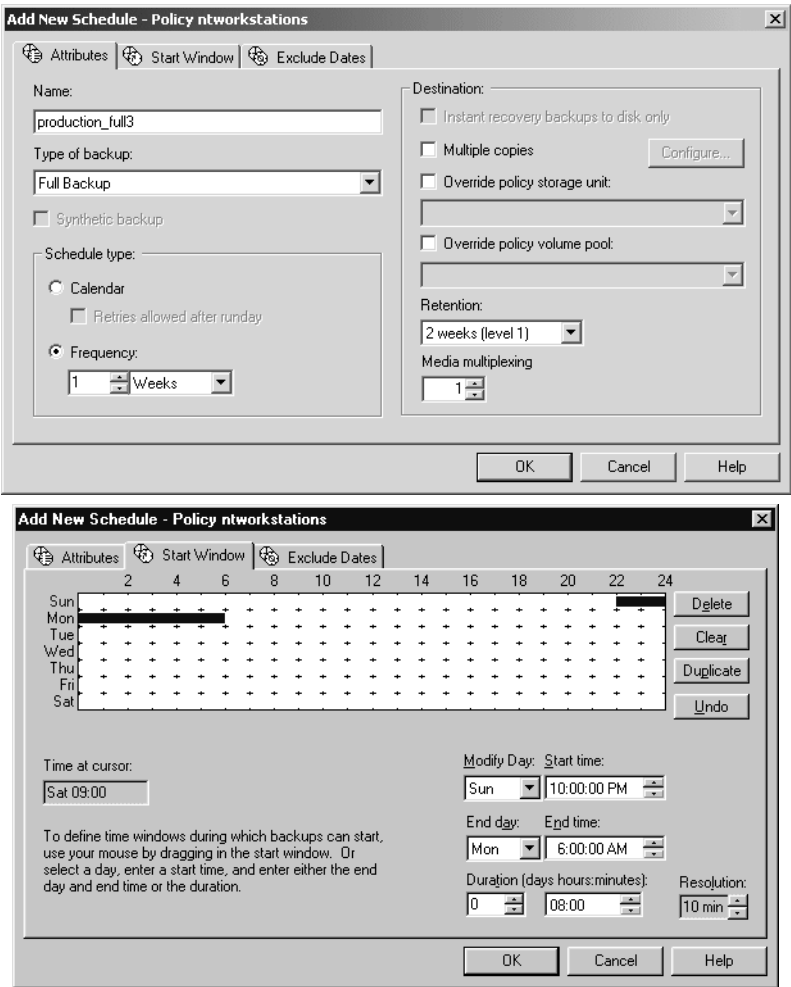 Add New Schedule - Policy ntworkstations
Attributes Start Window Exclude Dates
Name:
production_full3
Type of backup:
Full Backup
Synthetic backup
Schedule type:
Calendar
Retries allowed after runday
Frequency:
1 Weeks
Destination:
Instant recovery backups to disk only
Multiple copies Configure...
Override policy storage unit:
Override policy volume pool:
Retention:
2 weeks (level 1)
Media multiplexing
1
OK Cancel Help
Add New Schedule - Policy ntworkstations
Attributes Start Window Exclude Dates
2 4 6 8 10 12 14 16 18 20 22 24
Sun
Mon
Tue
Wed
Thu
Fri
Sat
Delete
Clear
Duplicate
Undo
Time at cursor:
Sat 09:00
To define time windows during which backups can start,
use your mouse by dragging in the start window. Or
select a day, enter a start time, and enter either the end
day and end time or the duration.
Modify Day: Start time:
Sun 10:00:00 PM
End day: End time:
Mon 6:00:00 AM
Duration (days hours:minutes): Resolution:
0 08:00 10 min
OK Cancel Help